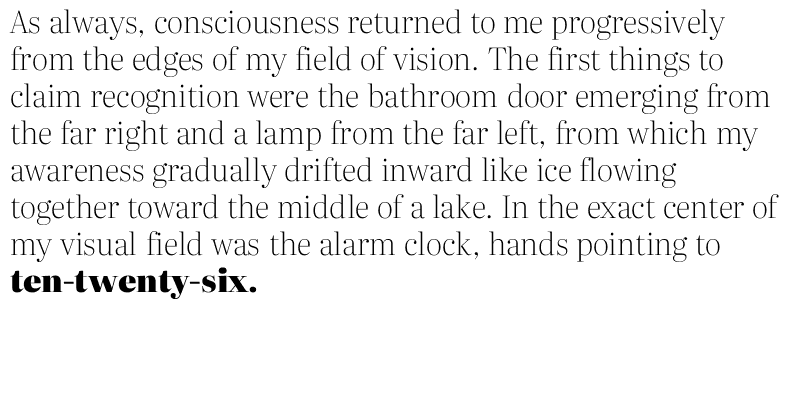 As always, consciousness returned to me progressively
from the edges of my field of vision. The first things to
claim recognition were the bathroom door emerging from
the far right and a lamp from the far left, from which my
awareness gradually drifted inward like ice flowing
together toward the middle of a lake. In the exact center of
my visual field was the alarm clock, hands pointing to
ten-twenty-six.